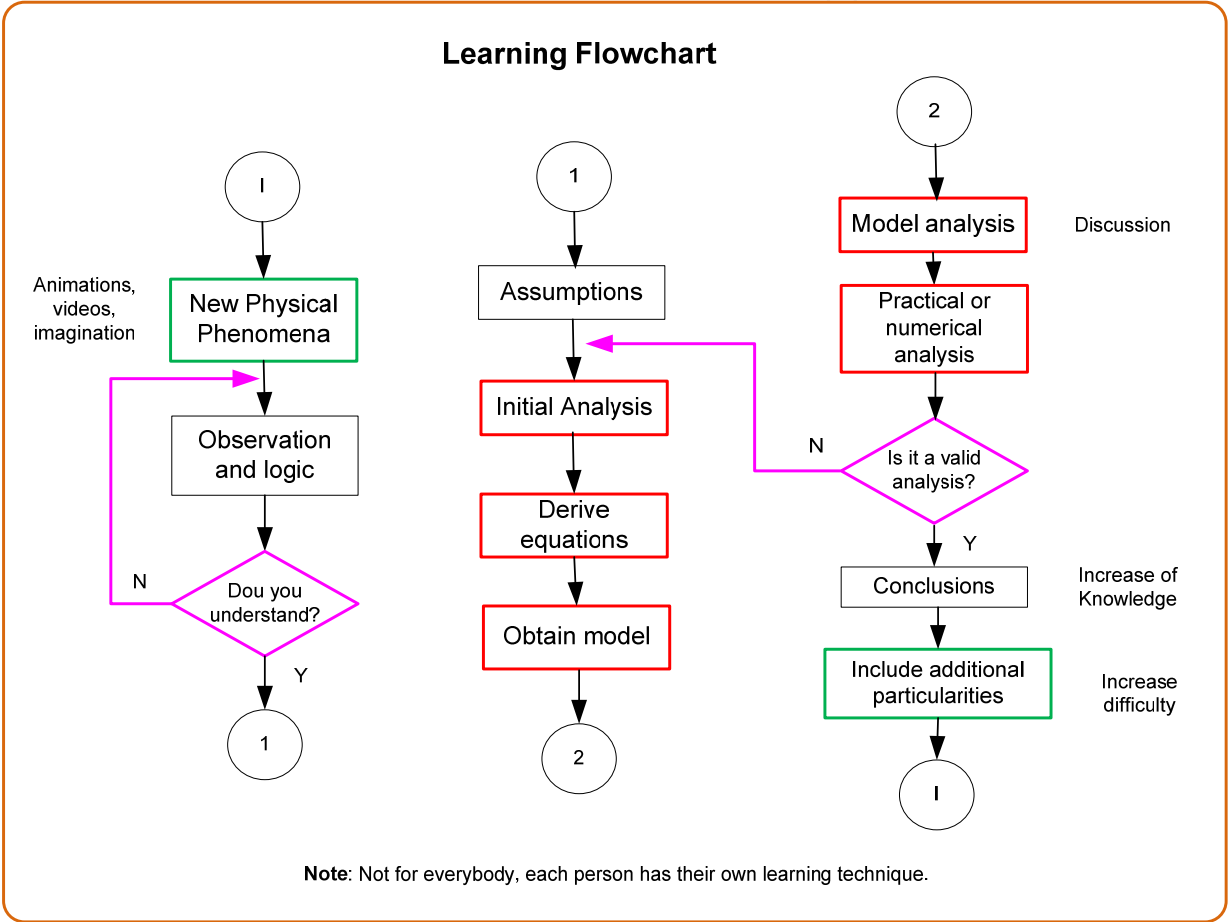 Learning Flowchart
I
Animations,
videos,
imagination
New Physical
Phenomena
Observation
and logic
N
Dou you
understand?
Y
1
1
Assumptions
Initial Analysis
Derive
equations
Obtain model
2
2
Model analysis
Discussion
Practical or
numerical
analysis
N
Is it a valid
analysis?
Y
Conclusions
Increase of
Knowledge
Include additional
particularities
Increase
difficulty
I
Note: Not for everybody, each person has their own learning technique.